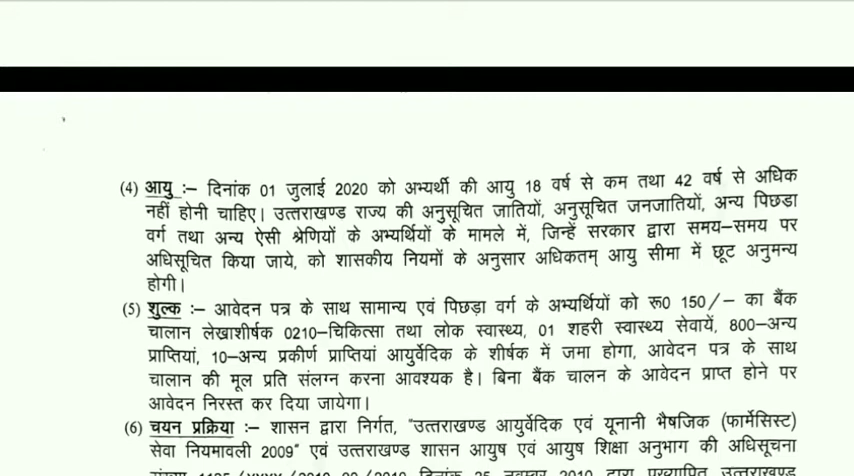 (4) आयु :– दिनांक 01 जुलाई 2020 को अभ्यर्थी की आयु 18 वर्ष से कम तथा 42 वर्ष से अधिक
नहीं होनी चाहिए। उत्तराखण्ड राज्य की अनुसूचित जातियों, अनुसूचित जनजातियों, अन्य पिछडा
वर्ग तथा अन्य ऐसी श्रेणियों के अभ्यर्थियों के मामले में, जिन्हें सरकार द्वारा समय–समय पर
अधिसूचित किया जाये, को शासकीय नियमों के अनुसार अधिकतम् आयु सीमा में छूट अनुमन्य
होगी।
(5) शुल्क :– आवेदन पत्र के साथ सामान्य एवं पिछडा वर्ग के अभ्यर्थियों को रू0 150/– का बैंक
चालान लेखाशीर्षक 0210–चिकित्सा तथा लोक स्वास्थ्य, 01 शहरी स्वास्थ्य सेवायें, 800–अन्य
प्राप्तियां, 10–अन्य प्रकीर्ण प्राप्तियां आयुर्वेदिक के शीर्षक में जमा होगा, आवेदन पत्र के साथ
चालान की मूल प्रति संलग्न करना आवश्यक है। बिना बैंक चालन के आवेदन प्राप्त होने पर
आवेदन निरस्त कर दिया जायेगा।
(6) चयन प्रक्रिया :– शासन द्वारा निर्गत, "उत्तराखण्ड आयुर्वेदिक एवं यूनानी भैषजिक (फार्मेसिस्ट)
सेवा नियमावली 2009" एवं उत्तराखण्ड शासन आयुष एवं आयुष शिक्षा अनुभाग की अधिसूचना